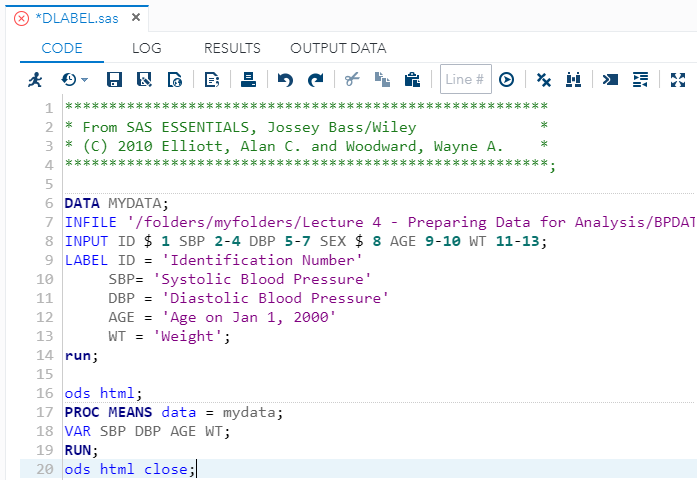 *DLABEL.sas ×
CODE LOG RESULTS OUTPUT DATA
Line #
1 *******************************************************
2 * From SAS ESSENTIALS, Jossey Bass/Wiley *
3 * (C) 2010 Elliott, Alan C. and Woodward, Wayne A. *
4 *******************************************************;
5
6 DATA MYDATA;
7 INFILE '/folders/myfolders/Lecture 4 - Preparing Data for Analysis/BPDAT
8 INPUT ID $ 1 SBP 2-4 DBP 5-7 SEX $ 8 AGE 9-10 WT 11-13;
9 LABEL ID = 'Identification Number'
10 SBP= 'Systolic Blood Pressure'
11 DBP = 'Diastolic Blood Pressure'
12 AGE = 'Age on Jan 1, 2000'
13 WT = 'Weight';
14 run;
15
16 ods html;
17 PROC MEANS data = mydata;
18 VAR SBP DBP AGE WT;
19 RUN;
20 ods html close;